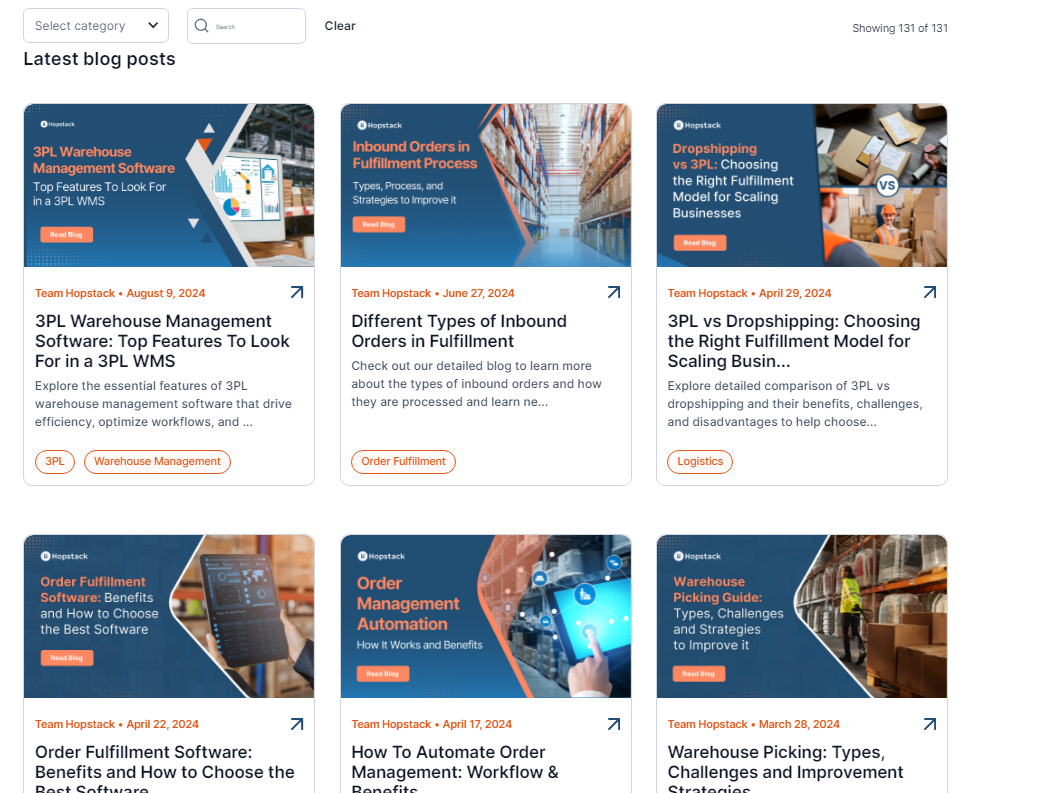 Select category
Search
Clear
Showing 131 of 131
Latest blog posts
Hopstack
3PL Warehouse
Management Software
Top Features To Look For
in a 3PL WMS
Read Blog
Team Hopstack • August 9, 2024
3PL Warehouse Management
Software: Top Features To Look
For in a 3PL WMS
Explore the essential features of 3PL
warehouse management software that drive
efficiency, optimize workflows, and ...
3PL
Warehouse Management
Hopstack
Inbound Orders in
Fulfillment Process
Types, Process, and
Strategies to Improve it
Read Blog
Team Hopstack • June 27, 2024
Different Types of Inbound
Orders in Fulfillment
Check out our detailed blog to learn more
about the types of inbound orders and how
they are processed and learn ne...
Order Fulfillment
Hopstack
Dropshipping
vs 3PL: Choosing
the Right Fulfillment
Model for Scaling
Businesses
VS
Read Blog
Team Hopstack • April 29, 2024
3PL vs Dropshipping: Choosing
the Right Fulfillment Model for
Scaling Busin...
Explore detailed comparison of 3PL vs
dropshipping and their benefits, challenges,
and disadvantages to help choose...
Logistics
Hopstack
Order Fulfillment
Software: Benefits
and How to Choose
the Best Software
Read Blog
Team Hopstack • April 22, 2024
Order Fulfillment Software:
Benefits and How to Choose the
Best Software
Hopstack
Order
Management
Automation
How It Works and Benefits
Read Blog
Team Hopstack • April 17, 2024
How To Automate Order
Management: Workflow &
Benefits
Hopstack
Warehouse
Picking Guide:
Types, Challenges
and Strategies
to Improve it
Read Blog
Team Hopstack • March 28, 2024
Warehouse Picking: Types,
Challenges and Improvement
Strategies